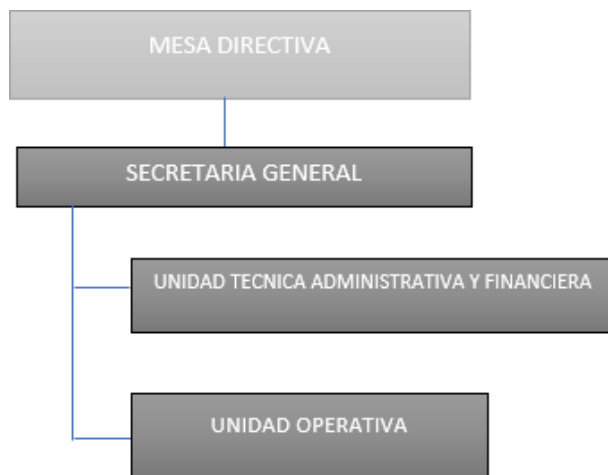 MESA DIRECTIVA
SECRETARIA GENERAL
UNIDAD TECNICA ADMINISTRATIVA Y FINANCIERA
UNIDAD OPERATIVA